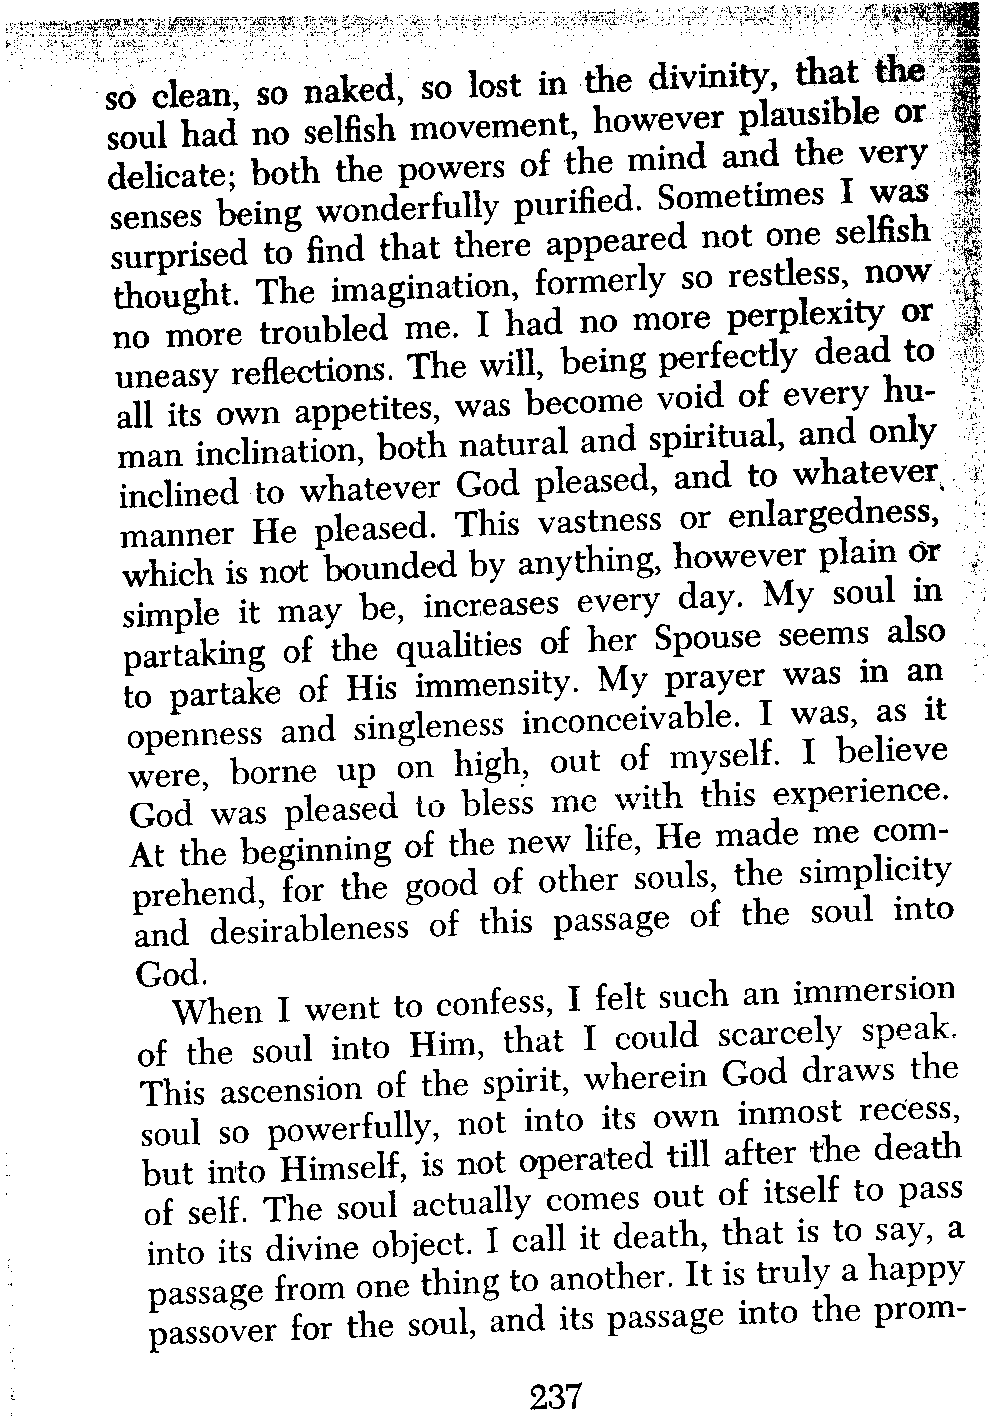 so clean, so naked, so lost in the divinity, that the
soul had no selfish movement, however plausible or
delicate; both the powers of the mind and the very
senses being wonderfully purified. Sometimes I was
surprised to find that there appeared not one selfish
thought. The imagination, formerly so restless, now
no more troubled me. I had no more perplexity or
uneasy reflections. The will, being perfectly dead to
all its own appetites, was become void of every hu-
man inclination, both natural and spiritual, and only
inclined to whatever God pleased, and to whatever
manner He pleased. This vastness or enlargedness,
which is not bounded by anything, however plain or
simple it may be, increases every day. My soul in
partaking of the qualities of her Spouse seems also
to partake of His immensity. My prayer was in an
openness and singleness inconceivable. I was, as it
were, borne up on high, out of myself. I believe
God was pleased to bless me with this experience.
At the beginning of the new life, He made me com-
prehend, for the good of other souls, the simplicity
and desirableness of this passage of the soul into
God.
When I went to confess, I felt such an immersion
of the soul into Him, that I could scarcely speak.
This ascension of the spirit, wherein God draws the
soul so powerfully, not into its own inmost recess,
but into Himself, is not operated till after the death
of self. The soul actually comes out of itself to pass
into its divine object. I call it death, that is to say, a
passage from one thing to another. It is truly a happy
passover for the soul, and its passage into the prom-
237